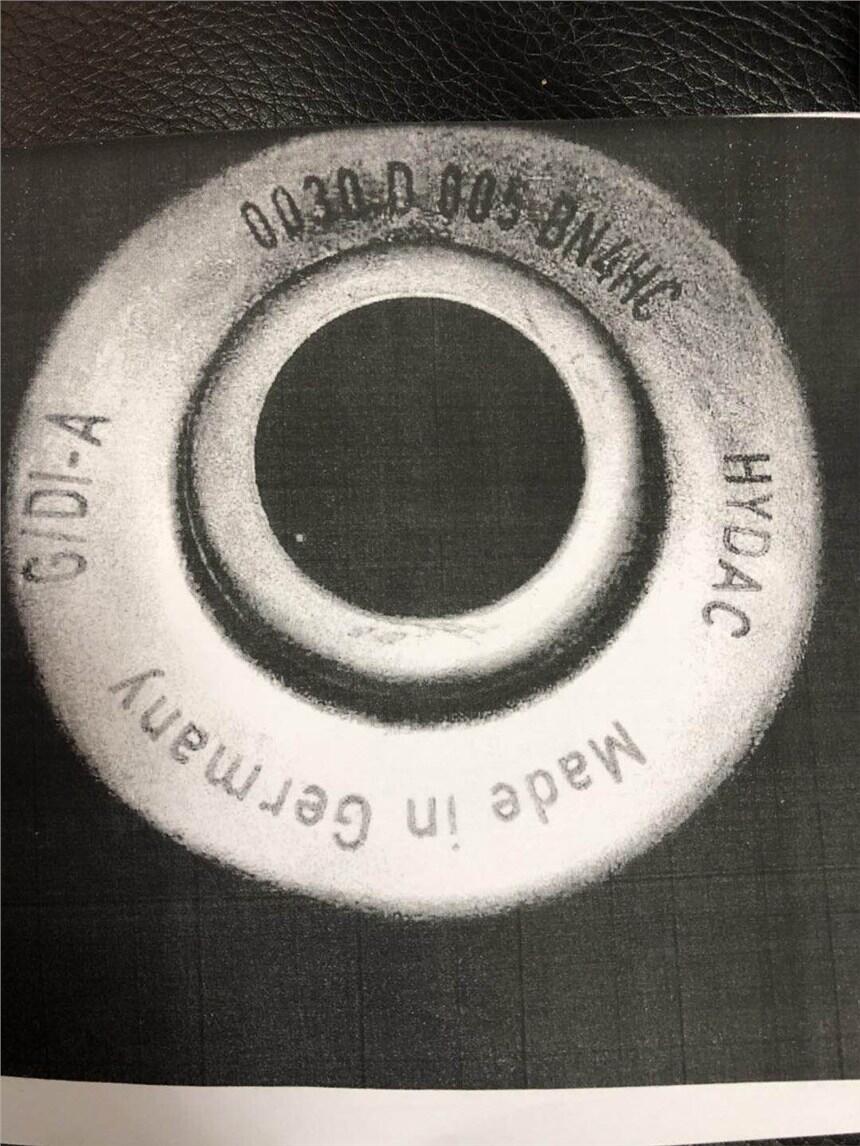 0030 D 005 BN4HC
HYDAC
Made in Germany
G/DI-A